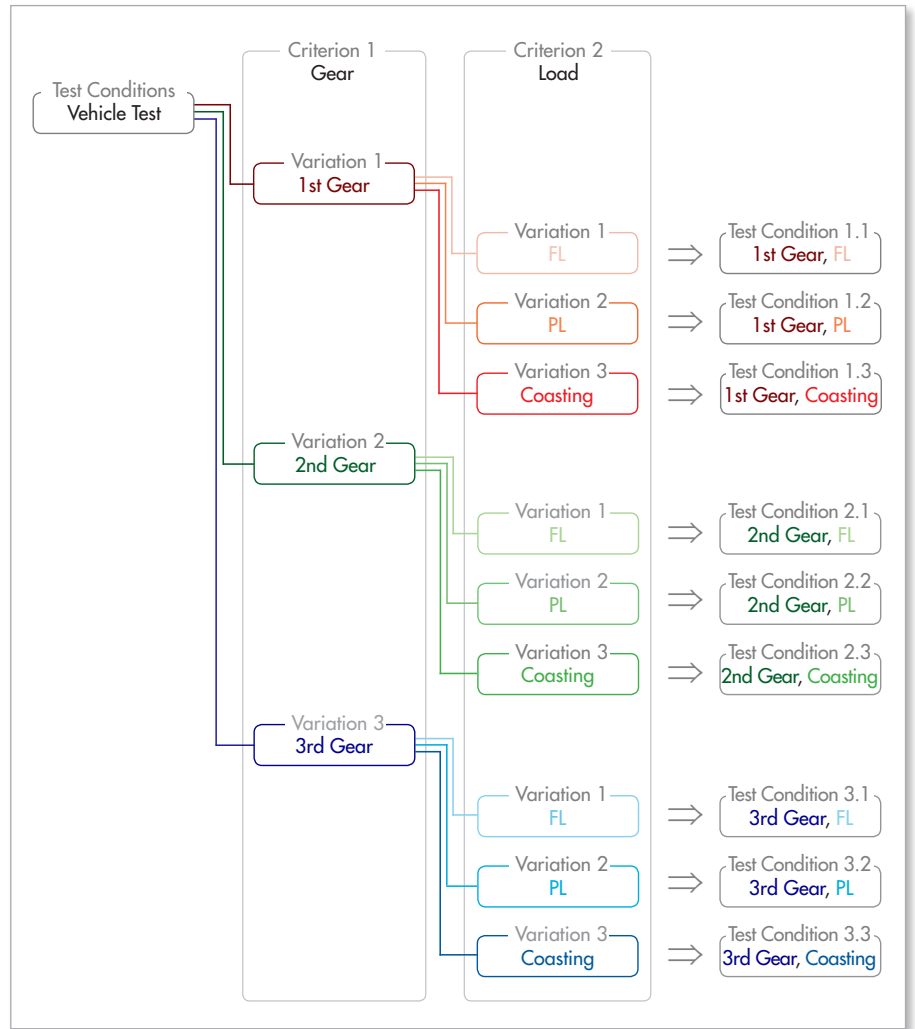 Criterion 1
Gear
Criterion 2
Load
Test Conditions
Vehicle Test
Variation 1
1st Gear
Variation 1
FL
Test Condition 1.1
1st Gear, FL
Variation 2
PL
Test Condition 1.2
1st Gear, PL
Variation 3
Coasting
Test Condition 1.3
1st Gear, Coasting
Variation 2
2nd Gear
Variation 1
FL
Test Condition 2.1
2nd Gear, FL
Variation 2
PL
Test Condition 2.2
2nd Gear, PL
Variation 3
Coasting
Test Condition 2.3
2nd Gear, Coasting
Variation 3
3rd Gear
Variation 1
FL
Test Condition 3.1
3rd Gear, FL
Variation 2
PL
Test Condition 3.2
3rd Gear, PL
Variation 3
Coasting
Test Condition 3.3
3rd Gear, Coasting